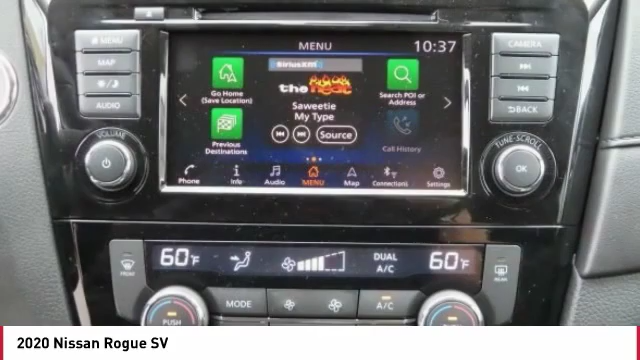 MENU
MAP
AUDIO
VOLUME
MENU 10:37
SiriusXM
the heat
Saweetie
My Type
Source
Go Home
(Save Location)
Previous
Destinations
Search POI or
Address
Call History
Phone Info Audio MENU Map Connections Settings
CAMERA
BACK
TUNE·SCROLL
OK
60°F DUAL
A/C 60°F
FRONT
MODE A/C
REAR
PUSH
2020 Nissan Rogue SV